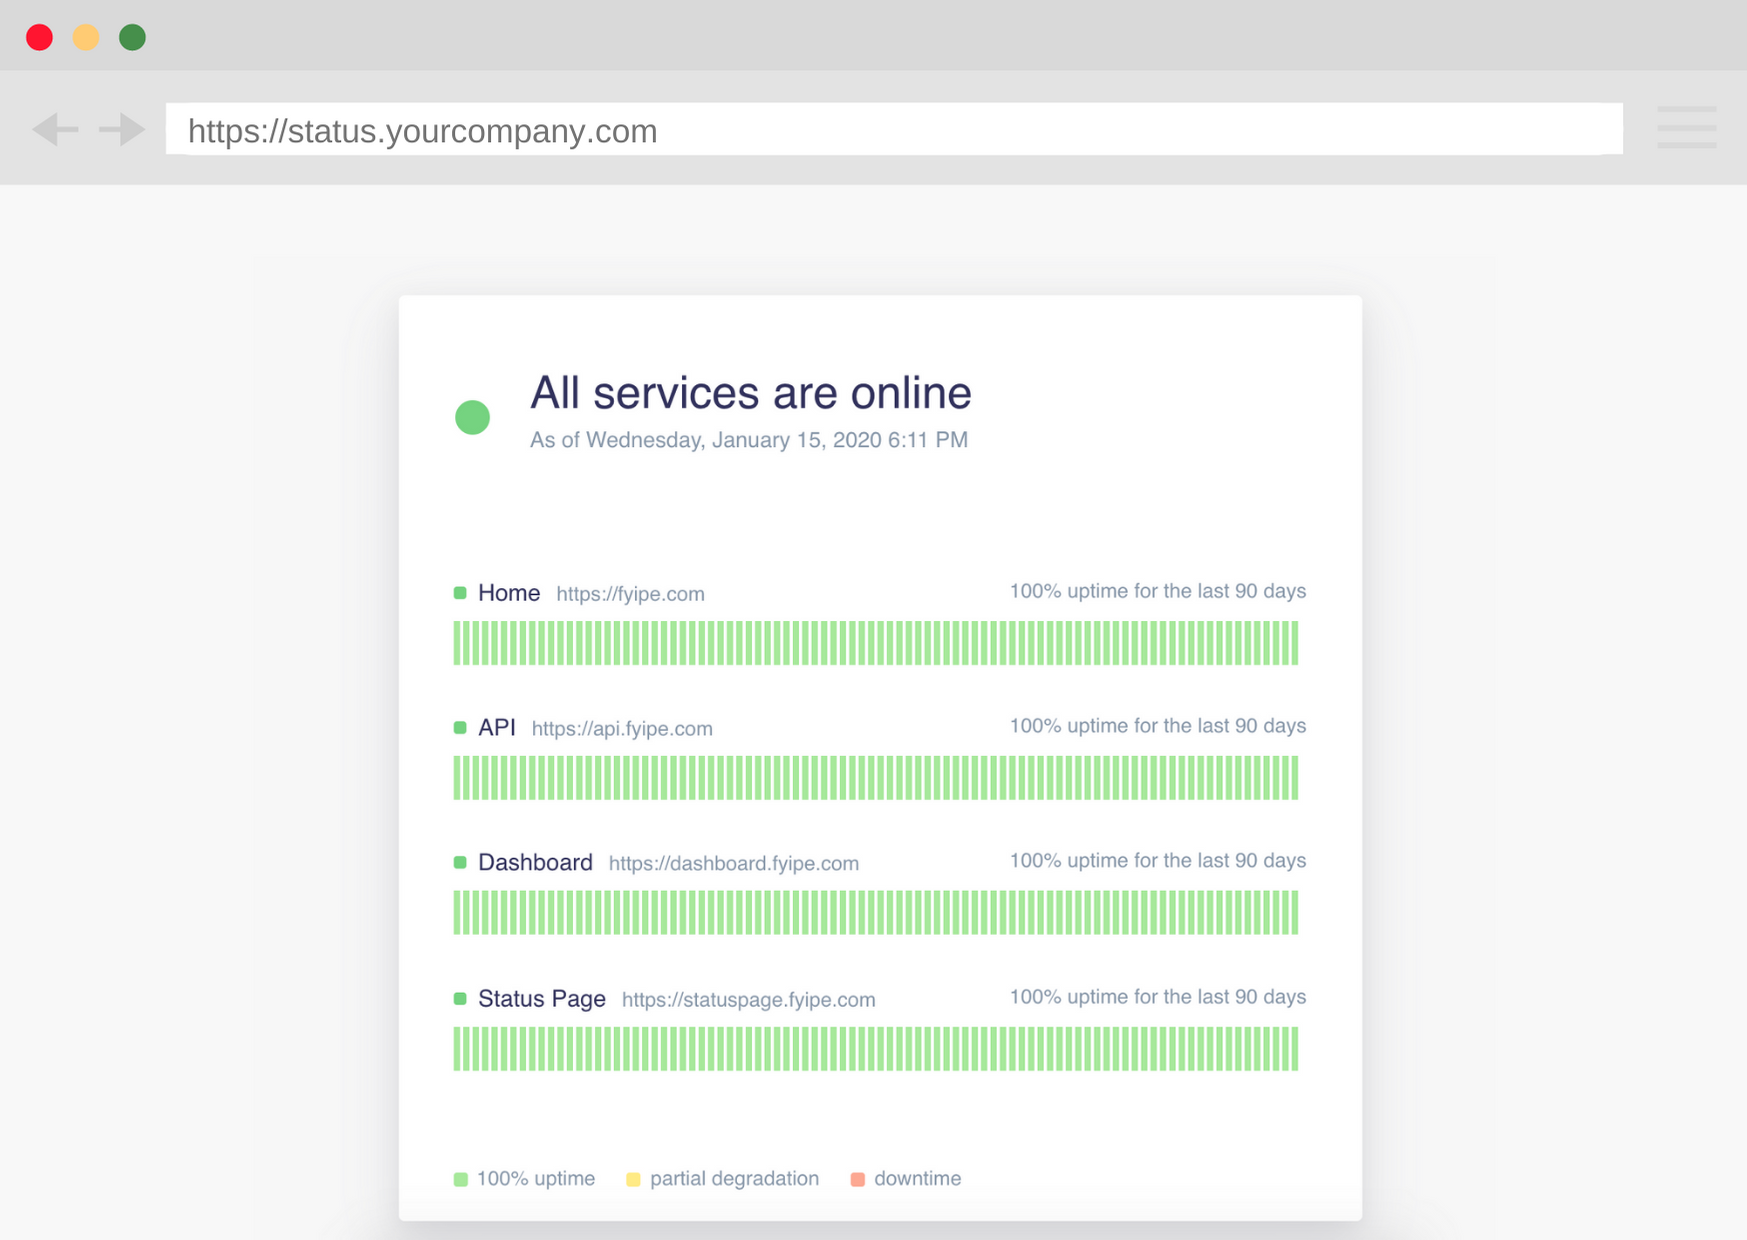 https://status.yourcompany.com
All services are online
As of Wednesday, January 15, 2020 6:11 PM
Home https://fyipe.com 100% uptime for the last 90 days
API https://api.fyipe.com 100% uptime for the last 90 days
Dashboard https://dashboard.fyipe.com 100% uptime for the last 90 days
Status Page https://statuspage.fyipe.com 100% uptime for the last 90 days
100% uptime partial degradation downtime